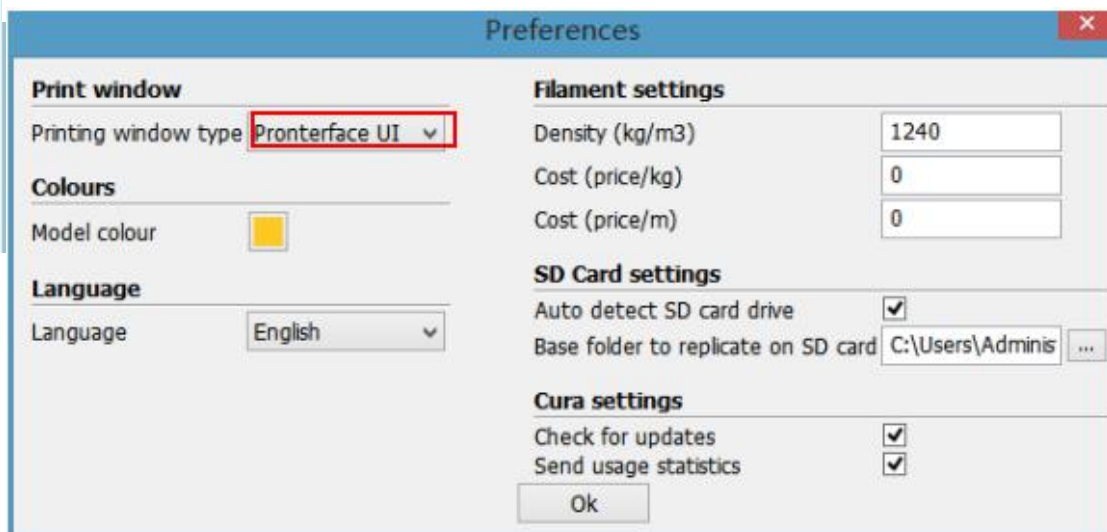 Preferences
Print window
Printing window type Pronterface UI
Colours
Model colour
Language
Language English
Filament settings
Density (kg/m3) 1240
Cost (price/kg) 0
Cost (price/m) 0
SD Card settings
Auto detect SD card drive
Base folder to replicate on SD card C:\Users\Adminis ...
Cura settings
Check for updates
Send usage statistics
Ok